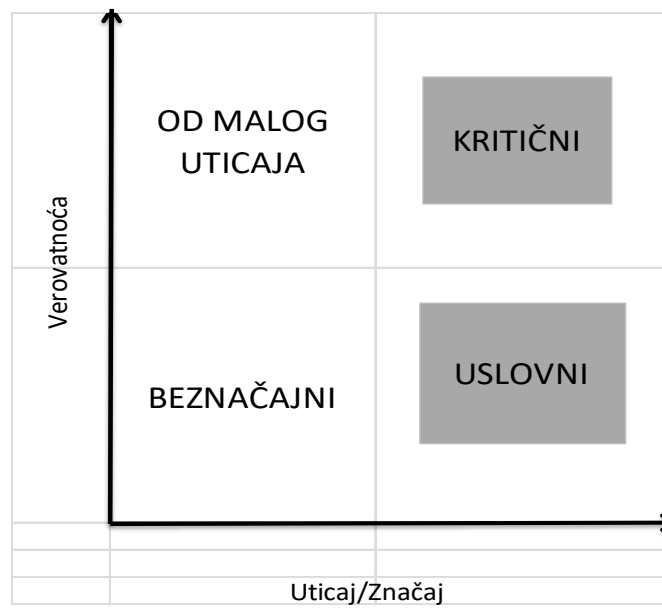 OD MALOG
UTICAJA
KRITIČNI
Verovatnoća
BEZNAČAJNI
USLOVNI
Uticaj/Značaj